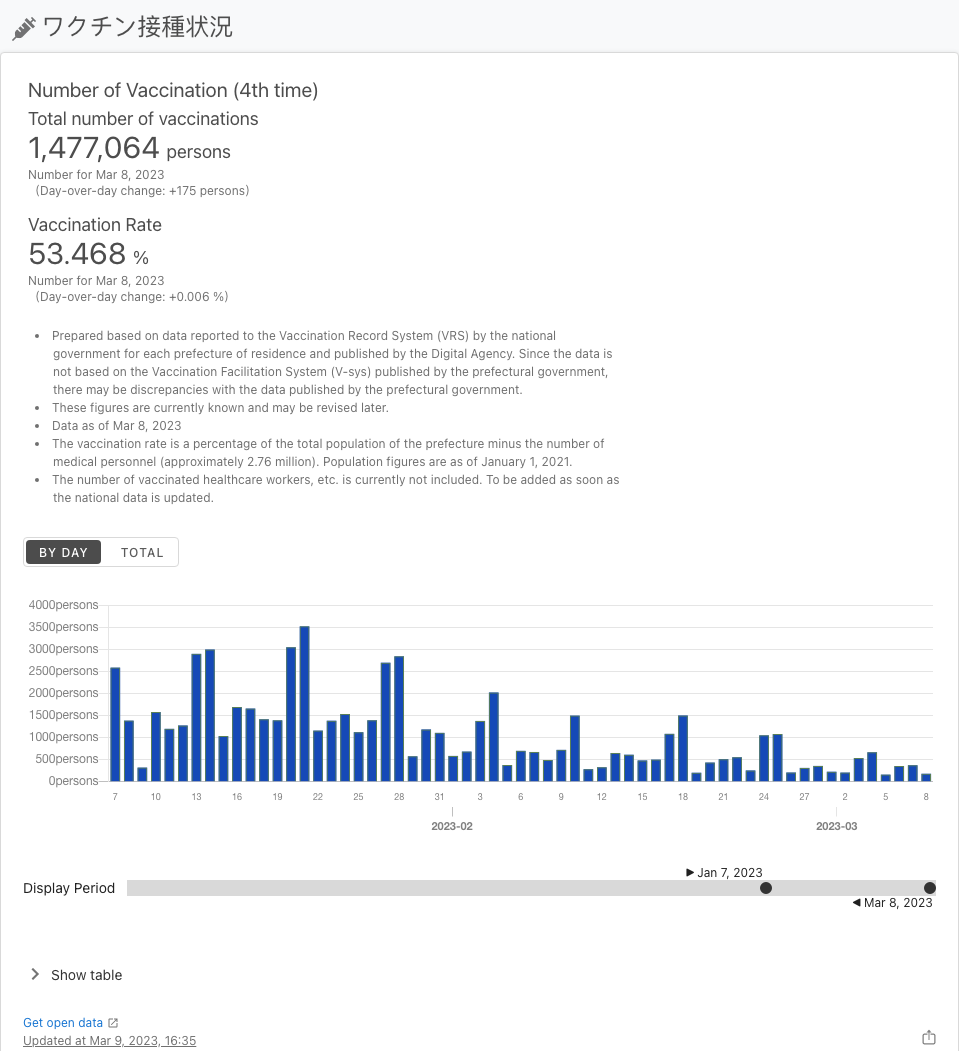 ワクチン接種状況
Number of Vaccination (4th time)
Total number of vaccinations
1,477,064 persons
Number for Mar 8, 2023
(Day-over-day change: +175 persons)
Vaccination Rate
53.468 %
Number for Mar 8, 2023
(Day-over-day change: +0.006 %)
• Prepared based on data reported to the Vaccination Record System (VRS) by the national
government for each prefecture of residence and published by the Digital Agency. Since the data is
not based on the Vaccination Facilitation System (V-sys) published by the prefectural government,
there may be discrepancies with the data published by the prefectural government.
• These figures are currently known and may be revised later.
• Data as of Mar 8, 2023
• The vaccination rate is a percentage of the total population of the prefecture minus the number of
medical personnel (approximately 2.76 million). Population figures are as of January 1, 2021.
• The number of vaccinated healthcare workers, etc. is currently not included. To be added as soon as
the national data is updated.
BY DAY TOTAL
4000persons
3500persons
3000persons
2500persons
2000persons
1500persons
1000persons
500persons
0persons
7 10 13 16 19 22 25 28 31 3 6 9 12 15 18 21 24 27 2 5 8
2023-02 2023-03
Jan 7, 2023
Display Period
Mar 8, 2023
Show table
Get open data
Updated at Mar 9, 2023, 16:35